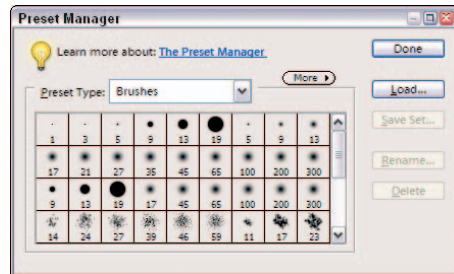 Preset Manager
Learn more about: The Preset Manager
Done
More
Preset Type: Brushes
Load...
1 3 5 9 13 19 5 9 13
Save Set...
17 21 27 35 45 65 100 200 300
Rename...
9 13 19 17 45 65 100 200 300
Delete
14 24 27 39 46 59 11 17 23